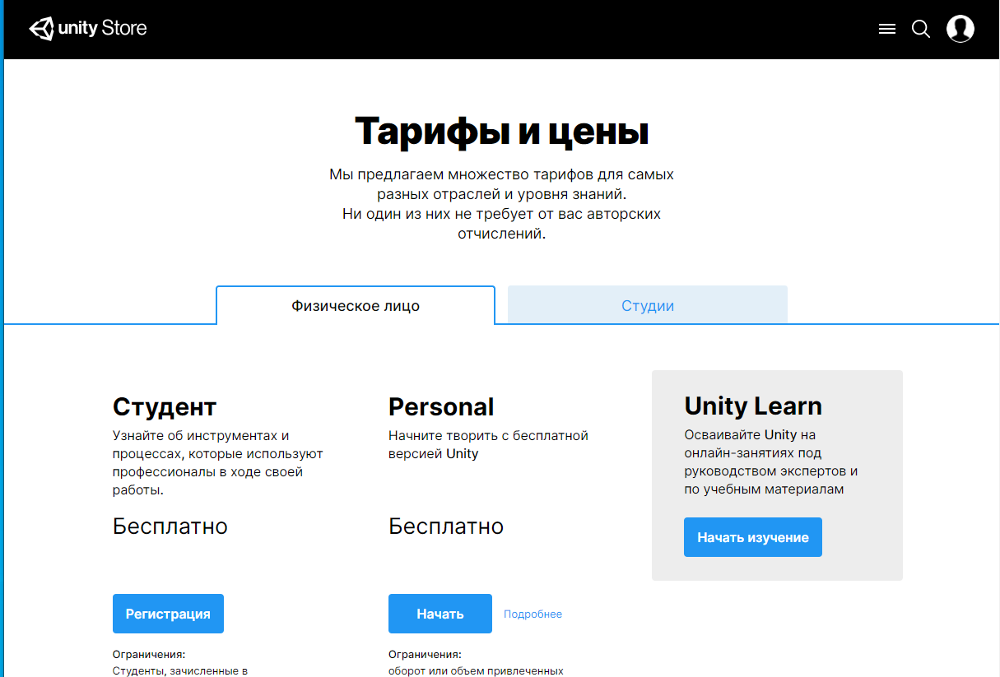 unity Store
Тарифы и цены
Мы предлагаем множество тарифов для самых
разных отраслей и уровня знаний.
Ни один из них не требует от вас авторских
отчислений.
Физическое лицо
Студии
Студент
Узнайте об инструментах и
процессах, которые используют
профессионалы в ходе своей
работы.
Бесплатно
Регистрация
Ограничения:
Студенты, зачисленные в
Personal
Начните творить с бесплатной
версией Unity
Бесплатно
Начать
Подробнее
Ограничения:
оборот или объем привлеченных
Unity Learn
Осваивайте Unity на
онлайн-занятиях под
руководством экспертов и
по учебным материалам
Начать изучение